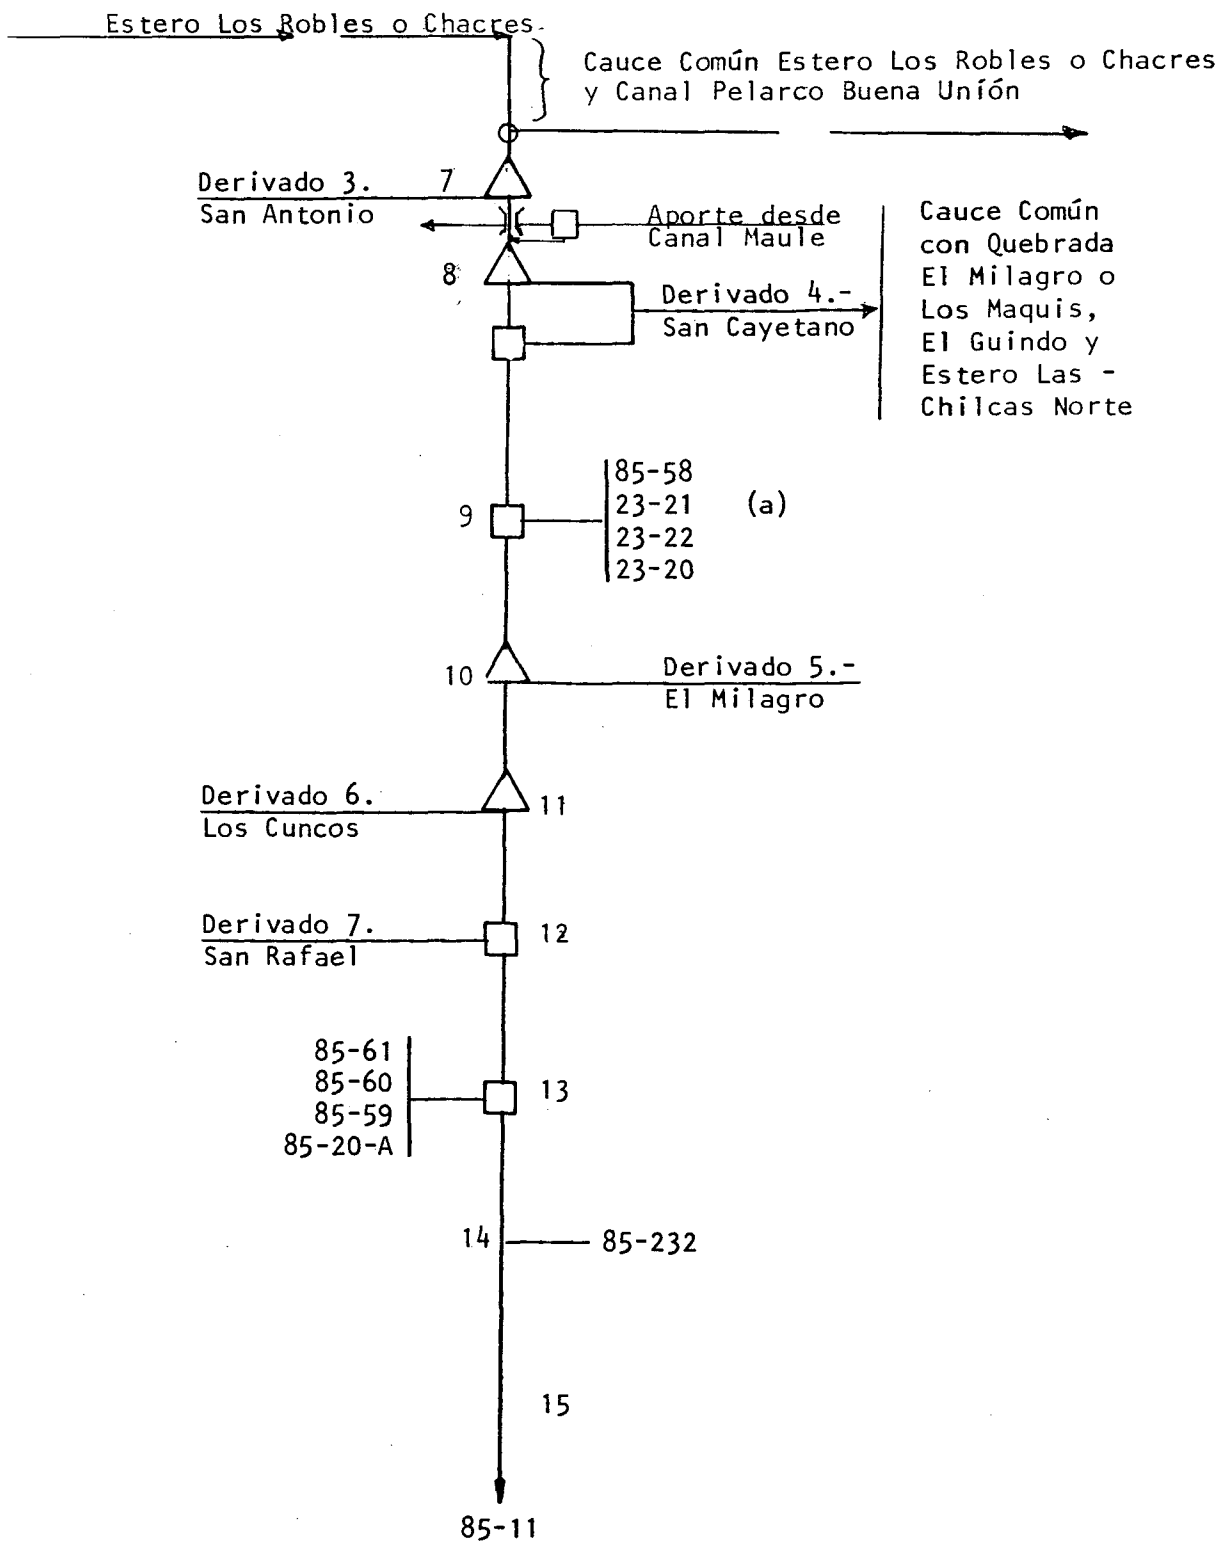 Estero Los Robles o Chacres.
Cauce Común Estero Los Robles o Chacres
y Canal Pelarco Buena Unión
Derivado 3.
San Antonio
7
Aporte desde
Canal Maule
8
Derivado 4.-
San Cayetano
Cauce Común
con Quebrada
El Milagro o
Los Maquis,
El Guindo y
Estero Las -
Chilcas Norte
9
85-58
23-21
23-22
23-20
(a)
10
Derivado 5.-
El Milagro
Derivado 6.
Los Cuncos
11
Derivado 7.
San Rafael
12
85-61
85-60
85-59
85-20-A
13
14
85-232
15
85-11